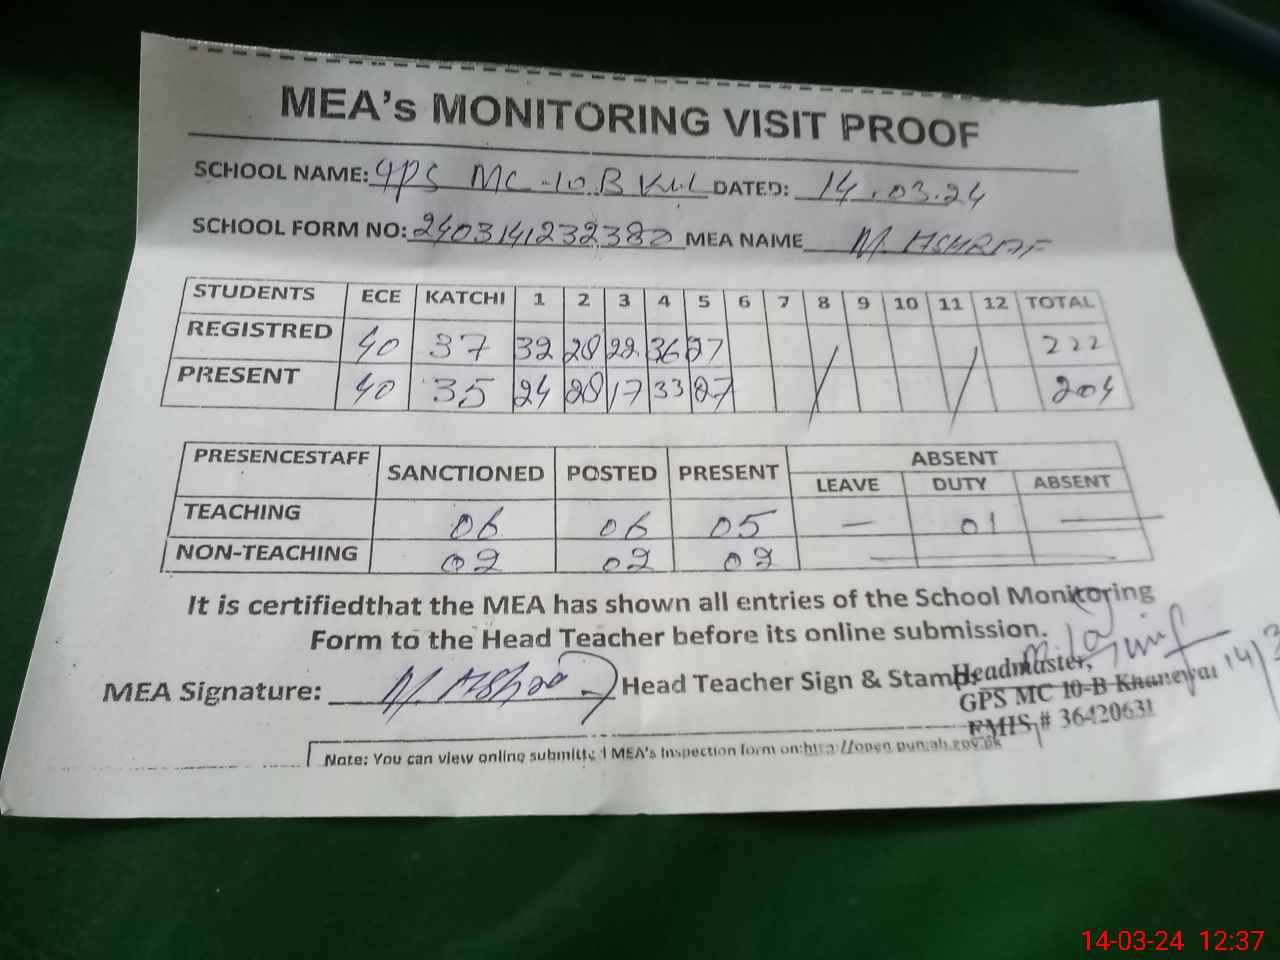 MEA's MONITORING VISIT PROOF
SCHOOL NAME: GPS MC-10.B KWL DATED: 14.03.24
SCHOOL FORM NO: 2403141232380 MEA NAME M. ASHRAF
STUDENTS ECE KATCHI 1 2 3 4 5 6 7 8 9 10 11 12 TOTAL
REGISTRED 40 37 32 28 22 36 27 222
PRESENT 40 35 24 28 17 33 27 204
PRESENCESTAFF SANCTIONED POSTED PRESENT ABSENT
LEAVE DUTY ABSENT
TEACHING 06 06 05 — 01 —
NON-TEACHING 02 02 02 —
It is certifiedthat the MEA has shown all entries of the School Monitoring
Form to the Head Teacher before its online submission.
MEA Signature: M. Ashraf Head Teacher Sign & Stamp:
Headmaster,
GPS MC 10-B Khanewal
EMIS # 36420631
14/3
Note: You can view online submitted MEA's Inspection form on:http://open.punjab.gov.pk
14-03-24 12:37